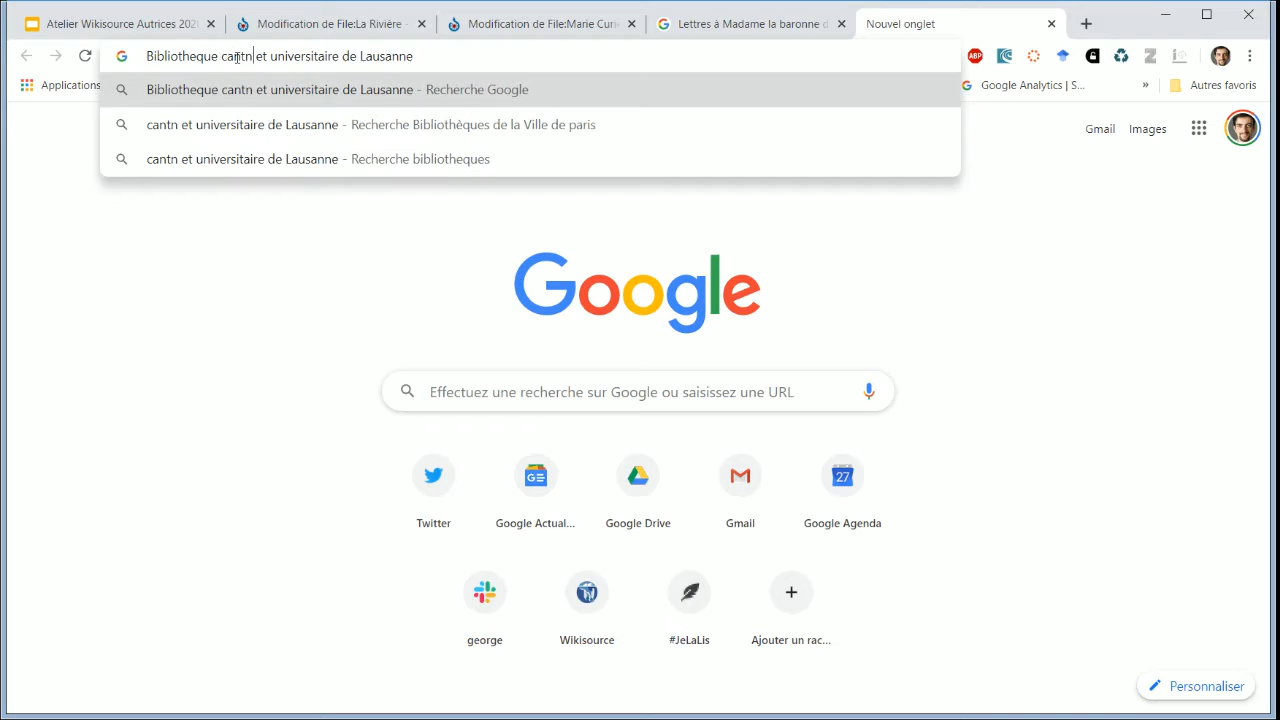 Atelier Wikisource Autrices 202
Modification de File:La Rivière -
Modification de File:Marie Curi
Lettres à Madame la baronne d
Nouvel onglet
Bibliotheque cantn et universitaire de Lausanne
Bibliotheque cantn et universitaire de Lausanne - Recherche Google
cantn et universitaire de Lausanne - Recherche Bibliothèques de la Ville de paris
cantn et universitaire de Lausanne - Recherche bibliotheques
ABP
Applications
Google Analytics | S...
»
Autres favoris
Gmail
Images
Google
Effectuez une recherche sur Google ou saisissez une URL
27
Twitter
Google Actual...
Google Drive
Gmail
Google Agenda
george
Wikisource
#JeLaLis
Ajouter un rac...
Personnaliser